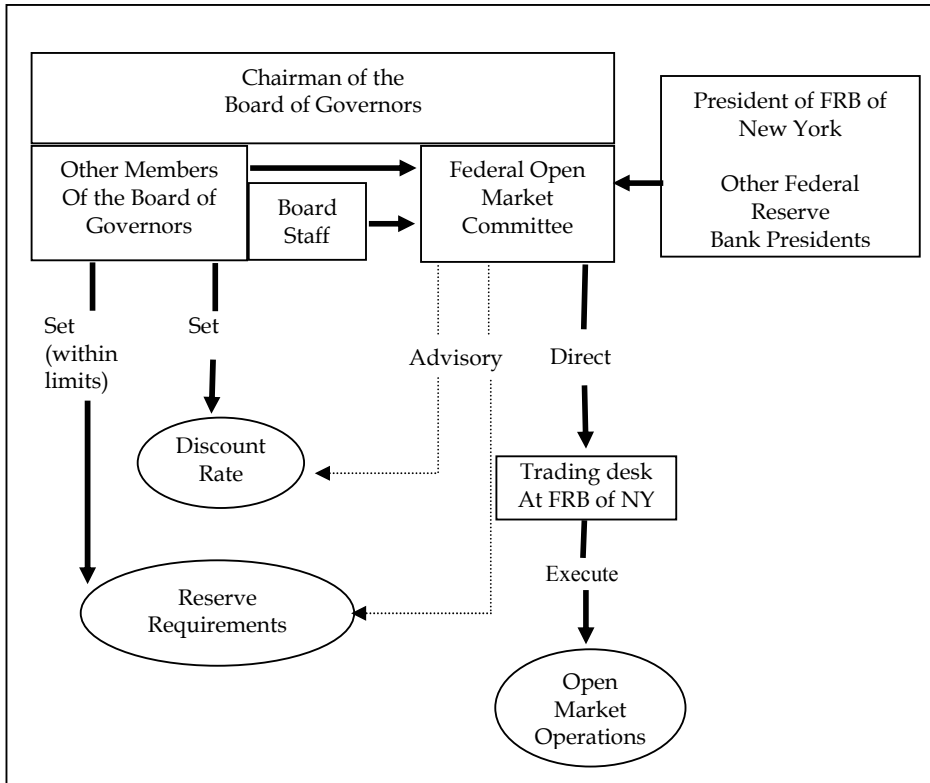 Chairman of the
Board of Governors
President of FRB of
New York
Other Federal
Reserve
Bank Presidents
Other Members
Of the Board of
Governors
Board
Staff
Federal Open
Market
Committee
Set
(within
limits)
Set
Advisory
Direct
Discount
Rate
Trading desk
At FRB of NY
Execute
Reserve
Requirements
Open
Market
Operations